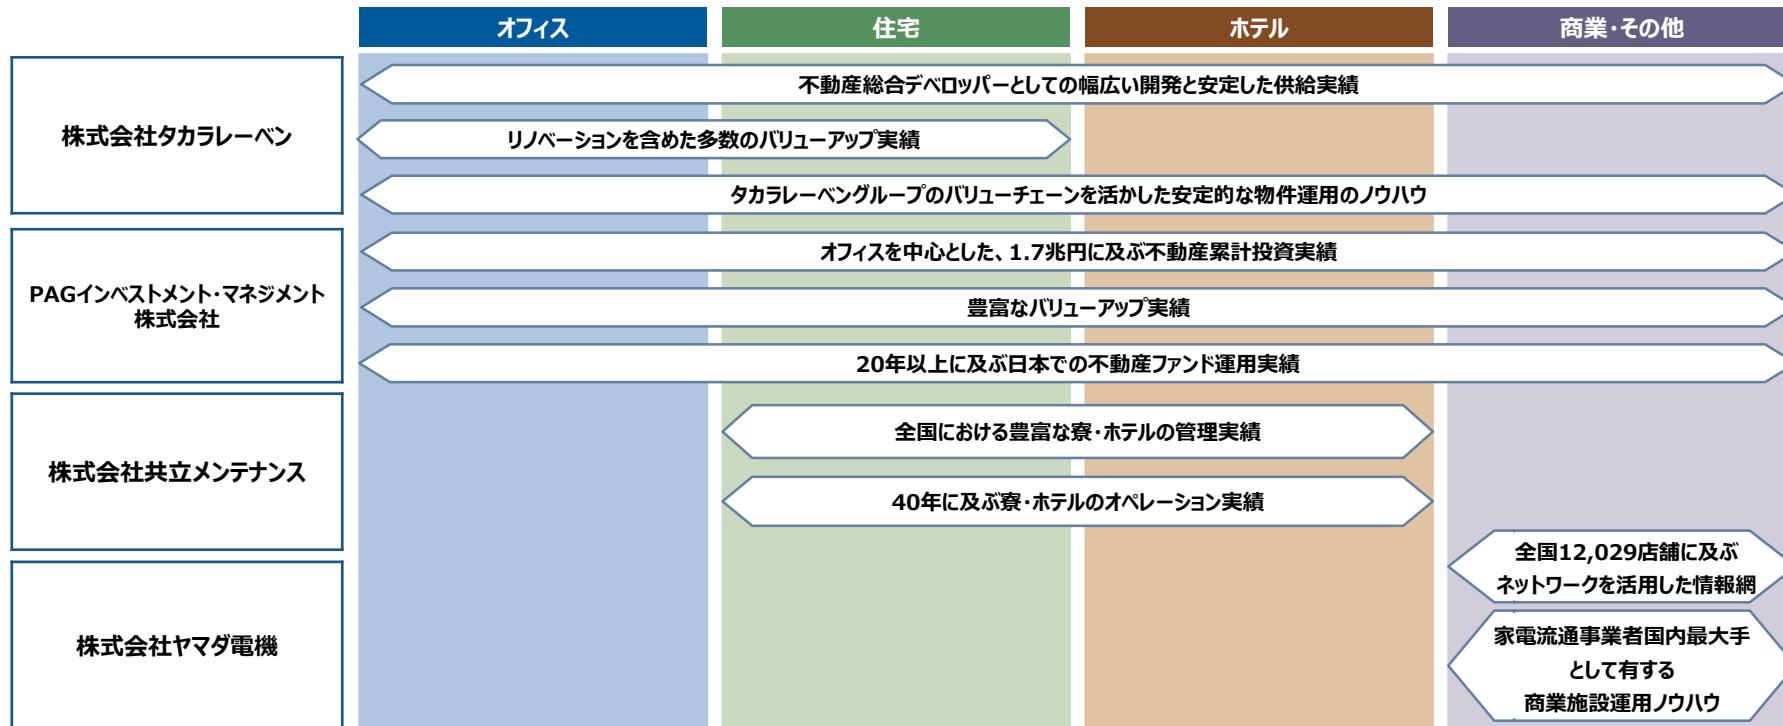 オフィス
住宅
ホテル
商業・その他
株式会社タカラレーベン
不動産総合デベロッパーとしての幅広い開発と安定した供給実績
リノベーションを含めた多数のバリューアップ実績
タカラレーベングループのバリューチェーンを活かした安定的な物件運用のノウハウ
PAGインベストメント・マネジメント
株式会社
オフィスを中心とした、1.7兆円に及ぶ不動産累計投資実績
豊富なバリューアップ実績
20年以上に及ぶ日本での不動産ファンド運用実績
株式会社共立メンテナンス
全国における豊富な寮・ホテルの管理実績
40年に及ぶ寮・ホテルのオペレーション実績
株式会社ヤマダ電機
全国12,029店舗に及ぶ
ネットワークを活用した情報網
家電流通事業者国内最大手
として有する
商業施設運用ノウハウ